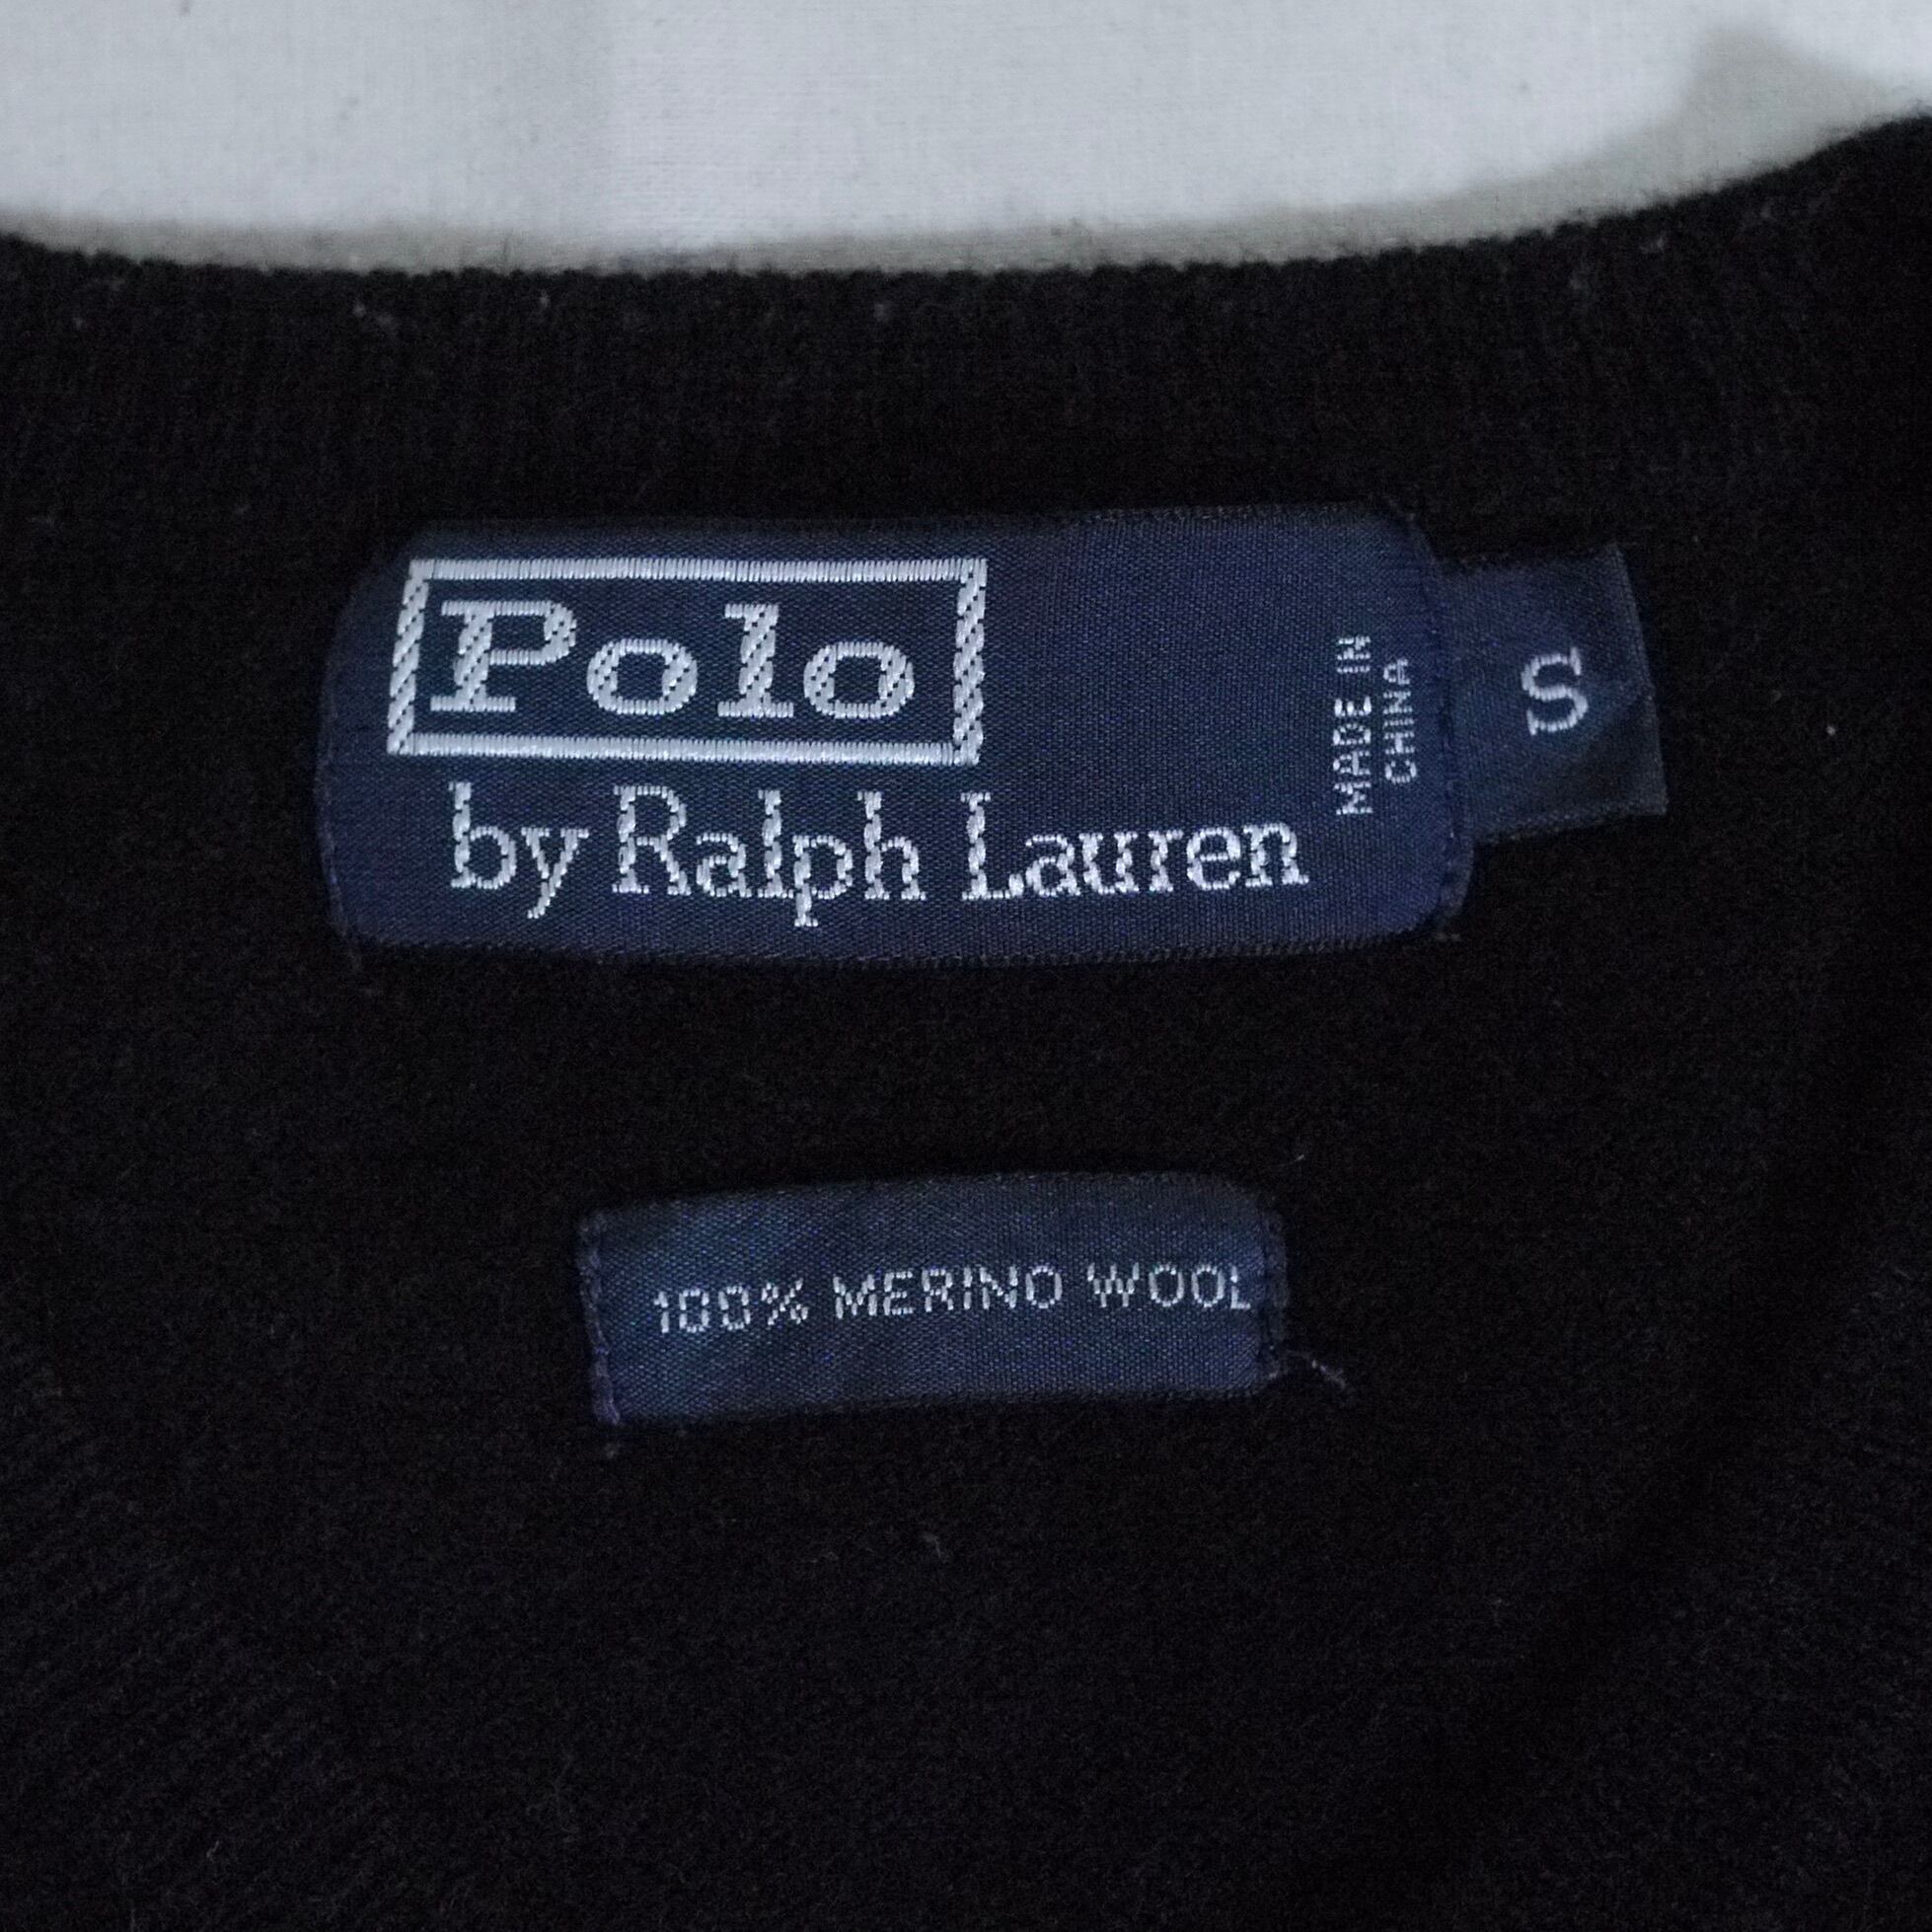 Polo
by Ralph Lauren
MADE IN
CHINA
S
100% MERINO WOOL